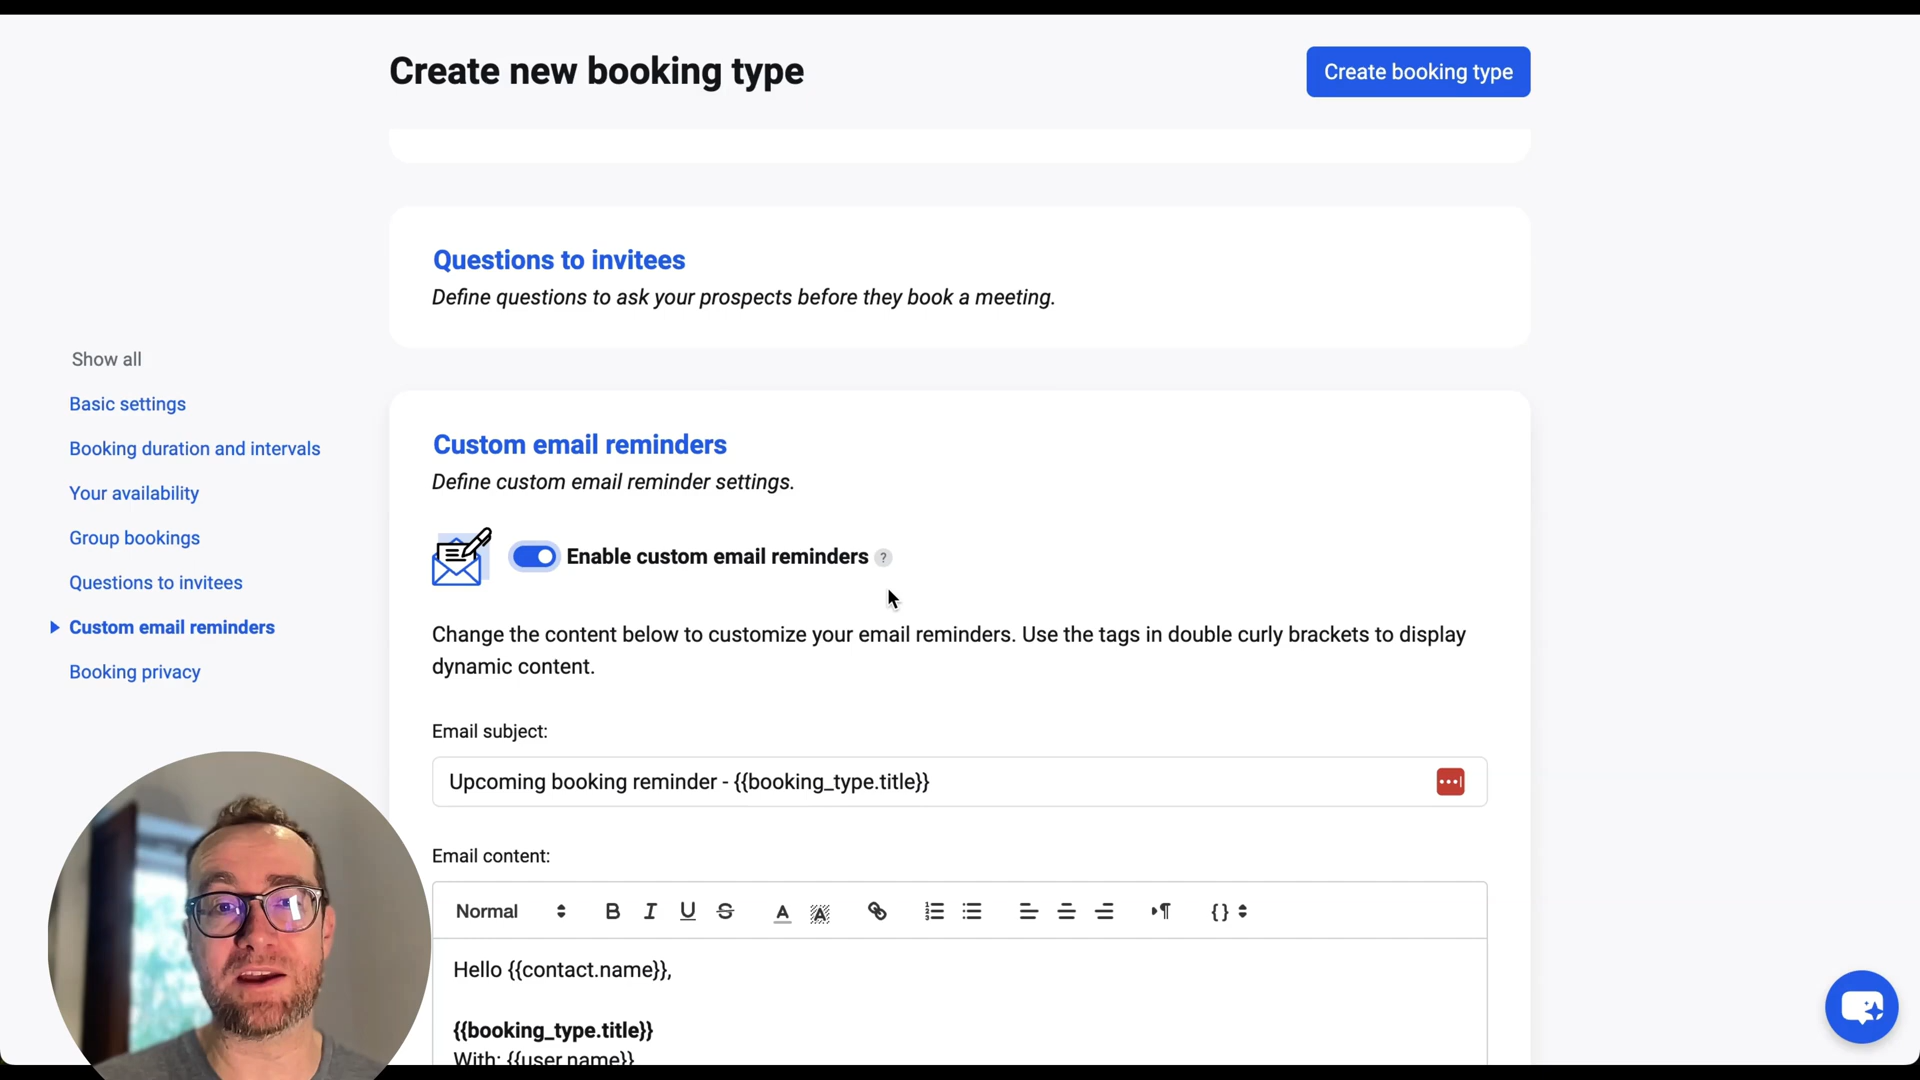 Create new booking type
Create booking type
Questions to invitees
Define questions to ask your prospects before they book a meeting.
Show all
Basic settings
Booking duration and intervals
Your availability
Group bookings
Questions to invitees
Custom email reminders
Booking privacy
Custom email reminders
Define custom email reminder settings.
Enable custom email reminders ?
Change the content below to customize your email reminders. Use the tags in double curly brackets to display
dynamic content.
Email subject:
Upcoming booking reminder - {{booking_type.title}}
Email content:
Normal B I U S A A {}
Hello {{contact.name}},
{{booking_type.title}}
With: {{user.name}}